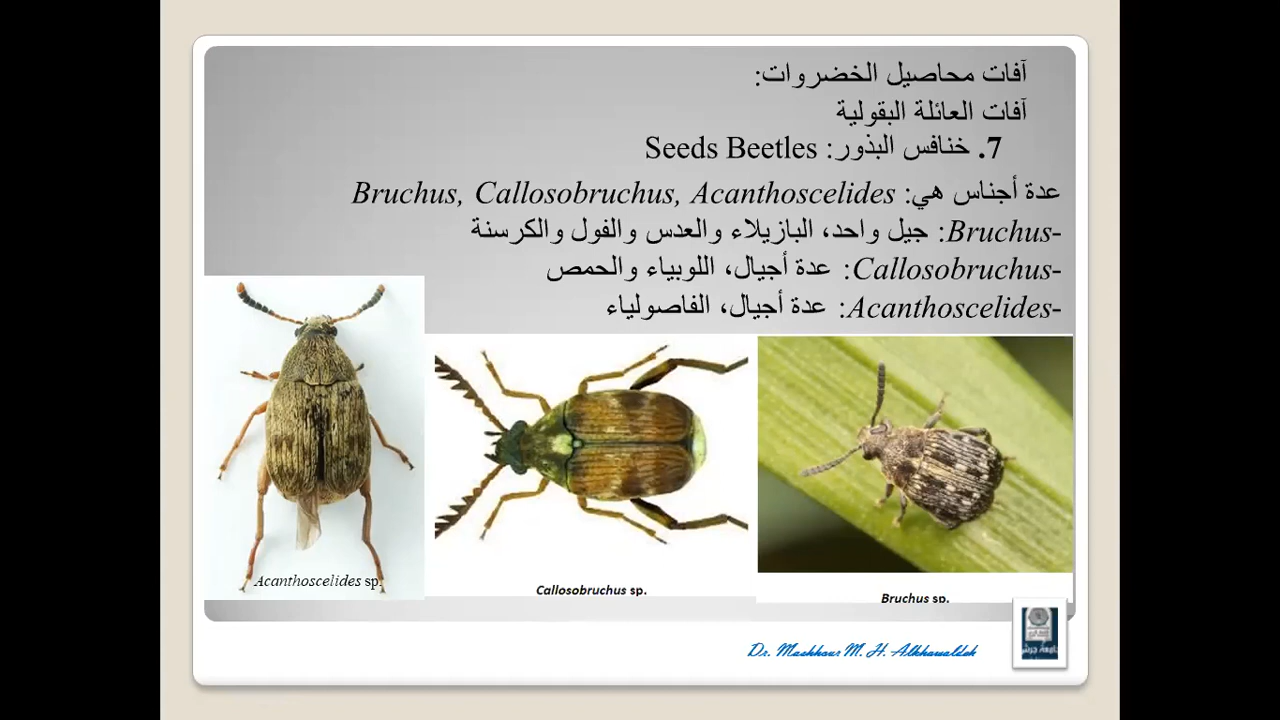 آفات محاصيل الخضروات:
آفات العائلة البقولية
7. خنافس البذور: Seeds Beetles
عدة أجناس هي: Bruchus, Callosobruchus, Acanthoscelides
-Bruchus: جيل واحد، البازيلاء والعدس والفول والكرسنة
-Callosobruchus: عدة أجيال، اللوبياء والحمص
-Acanthoscelides: عدة أجيال، الفاصولياء
Acanthoscelides sp.
Callosobruchus sp.
Bruchus sp.
Dr. Mashhour M. H. Alkhawaldeh